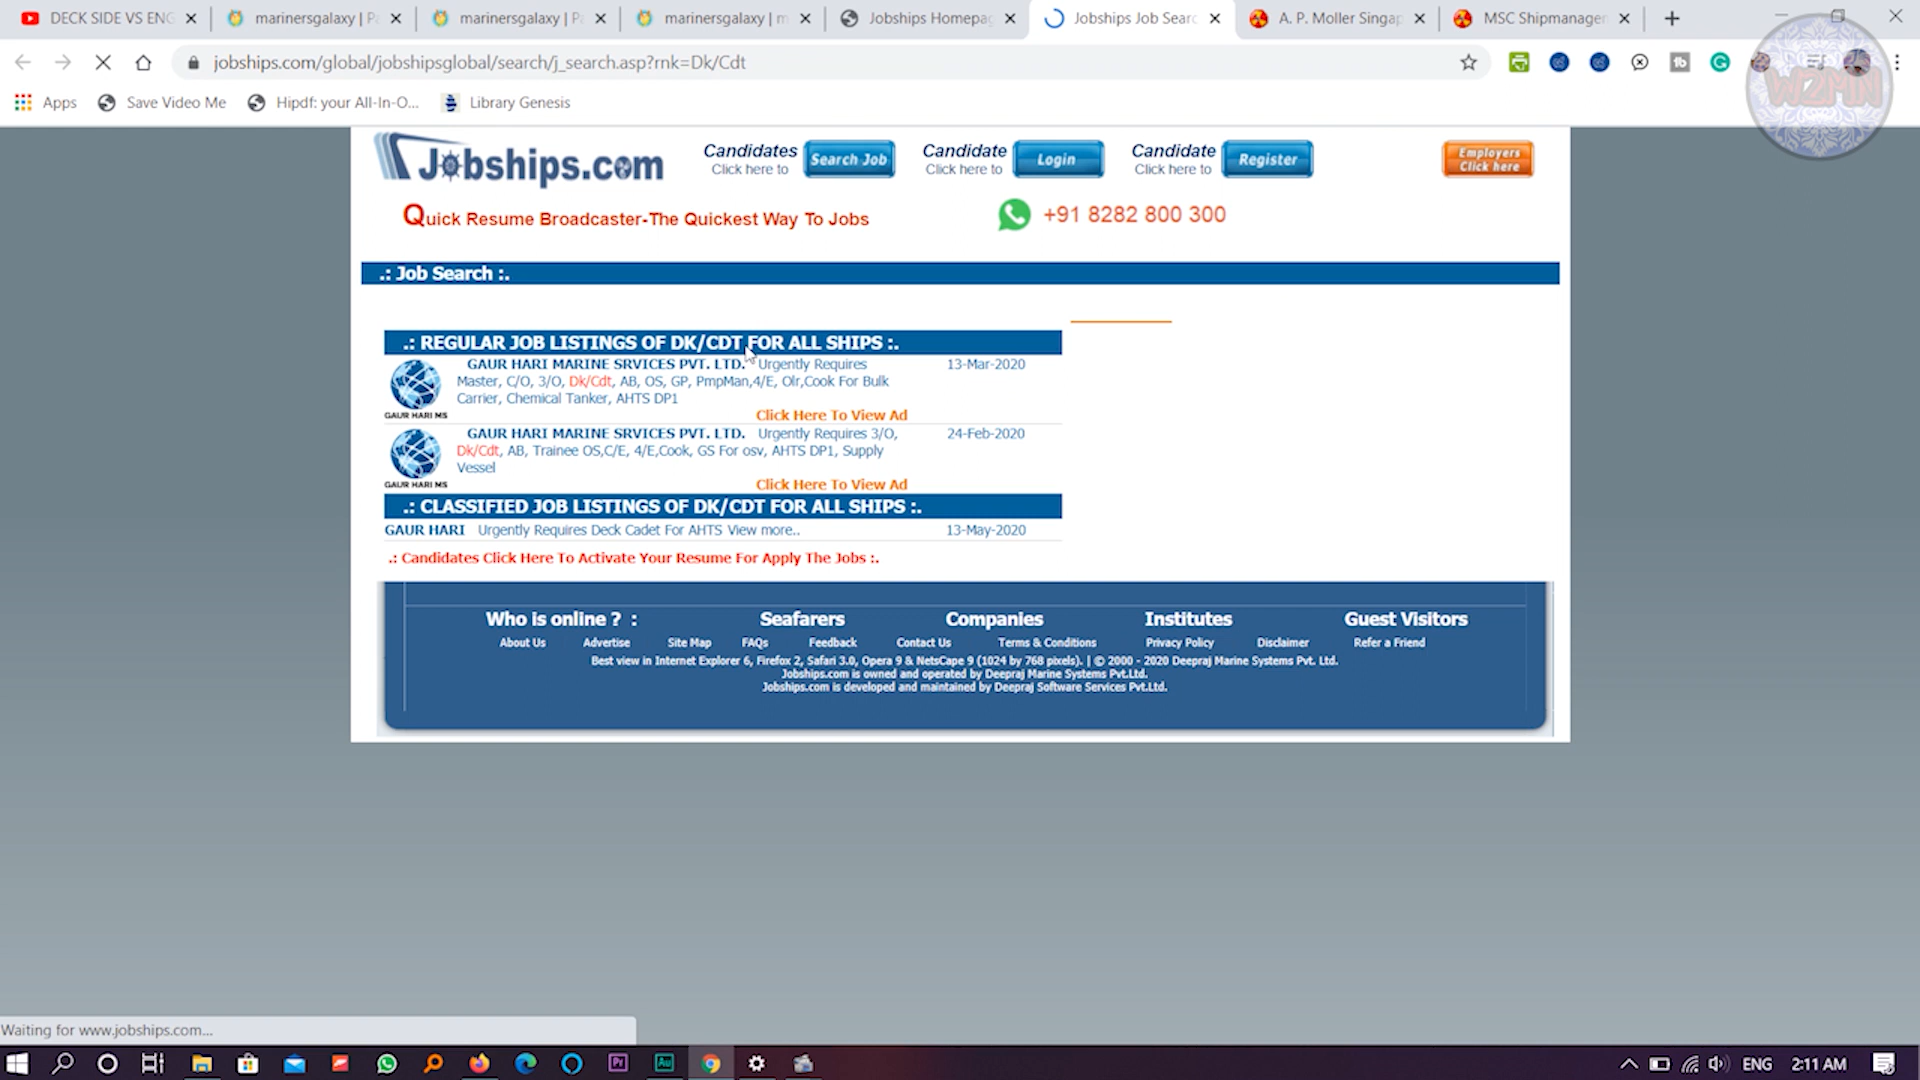 DECK SIDE VS ENG
marinersgalaxy | Pa
marinersgalaxy | Pa
marinersgalaxy | m
Jobships Homepag
Jobships Job Searc
A. P. Moller Singap
MSC Shipmanager
jobships.com/global/jobshipsglobal/search/j_search.asp?rnk=Dk/Cdt
Apps
Save Video Me
Hipdf: your All-In-O...
Library Genesis
WZMN
Jobships.com
Candidates
Click here to
Search Job
Candidate
Click here to
Login
Candidate
Click here to
Register
Employers
Click here
Quick Resume Broadcaster-The Quickest Way To Jobs
+91 8282 800 300
.: Job Search :.
.: REGULAR JOB LISTINGS OF DK/CDT FOR ALL SHIPS :.
GAUR HARI MARINE SRVICES PVT. LTD. Urgently Requires 13-Mar-2020
Master, C/O, 3/O, Dk/Cdt, AB, OS, GP, PmpMan,4/E, Olr,Cook For Bulk
Carrier, Chemical Tanker, AHTS DP1
GAUR HARI MS
Click Here To View Ad
GAUR HARI MARINE SRVICES PVT. LTD. Urgently Requires 3/O, 24-Feb-2020
Dk/Cdt, AB, Trainee OS,C/E, 4/E,Cook, GS For osv, AHTS DP1, Supply
Vessel
GAUR HARI MS
Click Here To View Ad
.: CLASSIFIED JOB LISTINGS OF DK/CDT FOR ALL SHIPS :.
GAUR HARI Urgently Requires Deck Cadet For AHTS View more.. 13-May-2020
.: Candidates Click Here To Activate Your Resume For Apply The Jobs :.
Who is online ? : Seafarers Companies Institutes Guest Visitors
About Us Advertise Site Map FAQs Feedback Contact Us Terms & Conditions Privacy Policy Disclaimer Refer a Friend
Best view in Internet Explorer 6, Firefox 2, Safari 3.0, Opera 9 & NetScape 9 (1024 by 768 pixels). | © 2000 - 2020 Deepraj Marine Systems Pvt. Ltd.
Jobships.com is owned and operated by Deepraj Marine Systems Pvt.Ltd.
Jobships.com is developed and maintained by Deepraj Software Services Pvt.Ltd.
Waiting for www.jobships.com...
Pr
Au
ENG
2:11 AM